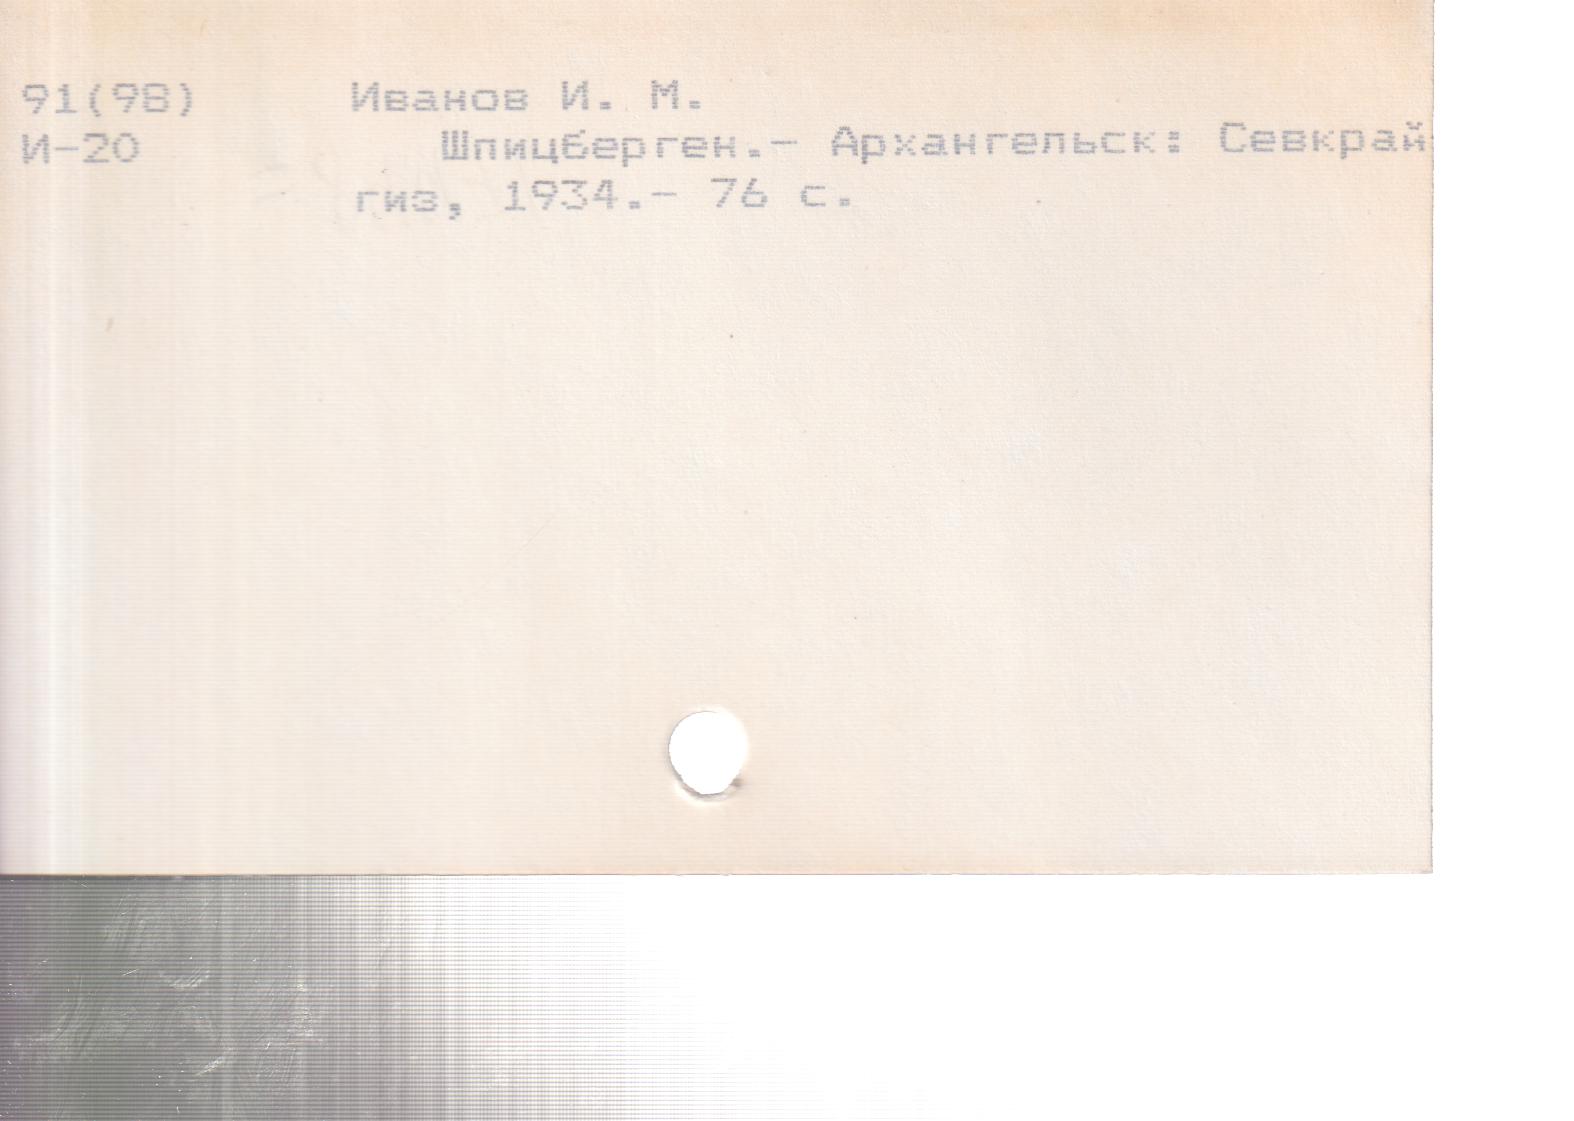 91(98) Иванов И. М.
И-20 Шпицберген.- Архангельск: Севкрай
гиз, 1934.- 76 с.